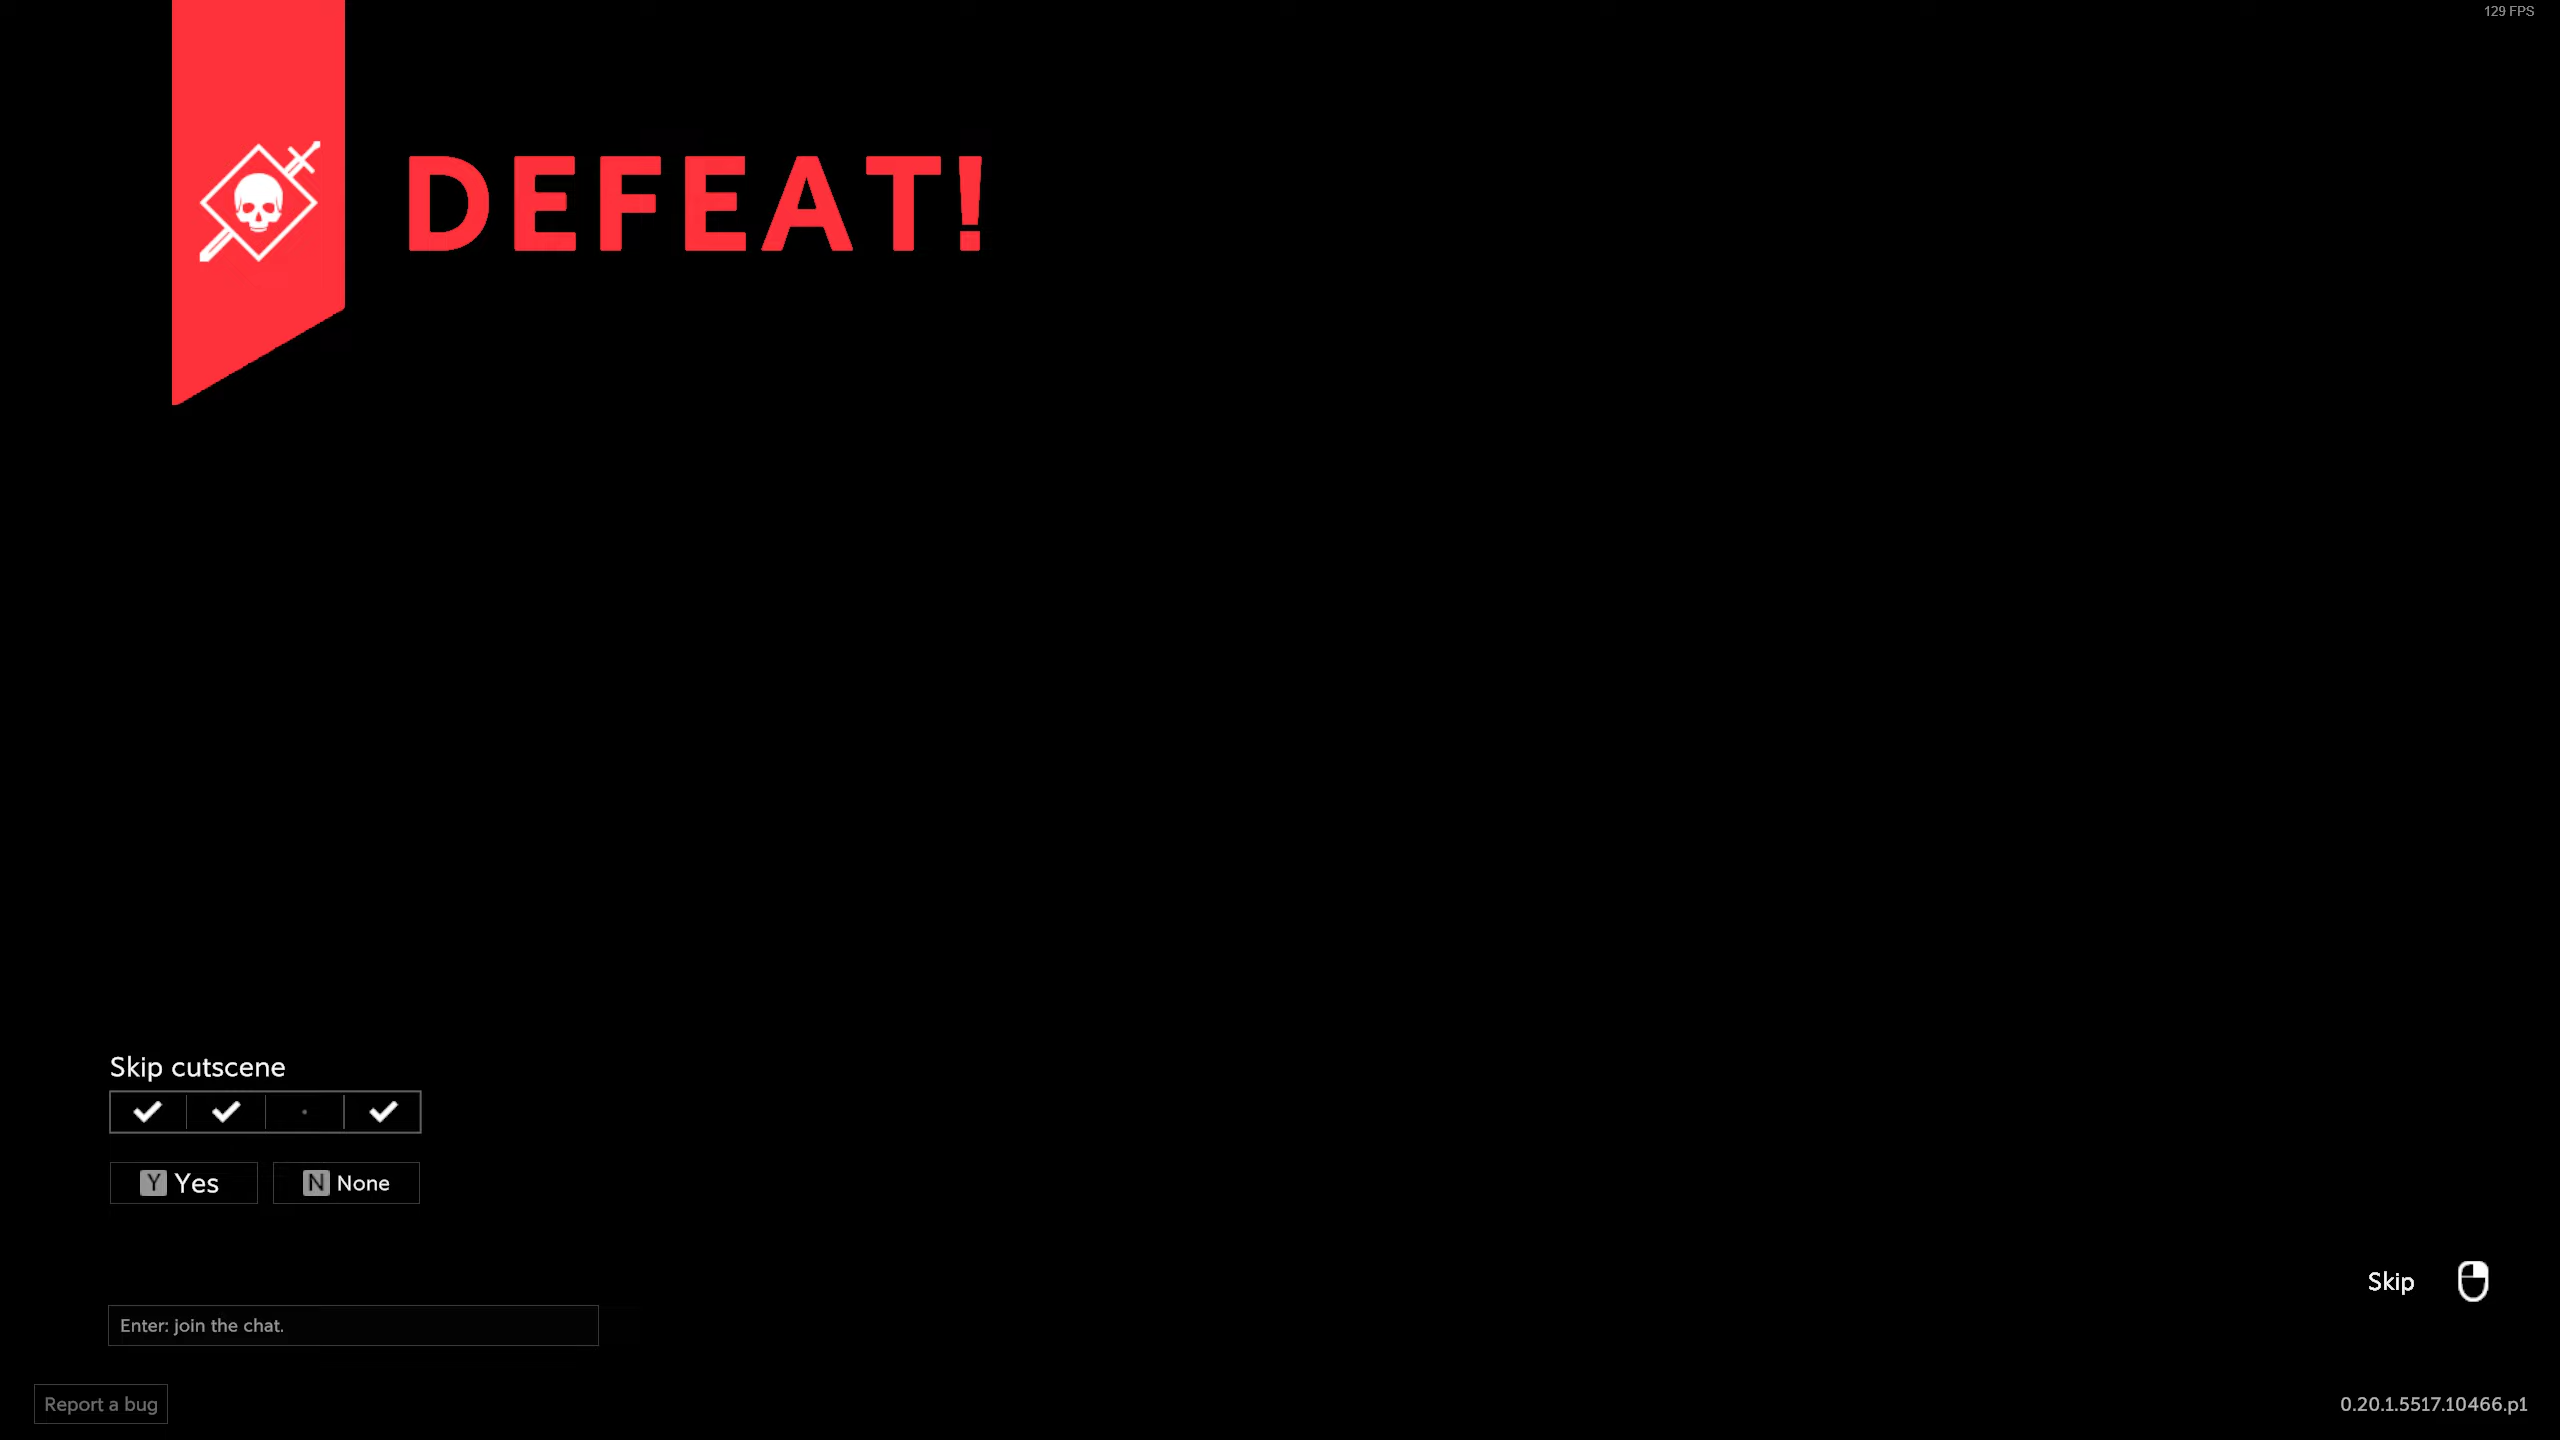 129 FPS
DEFEAT!
Skip cutscene
Y Yes
N None
Skip
Enter: join the chat.
Report a bug
0.20.1.5517.10466.p1